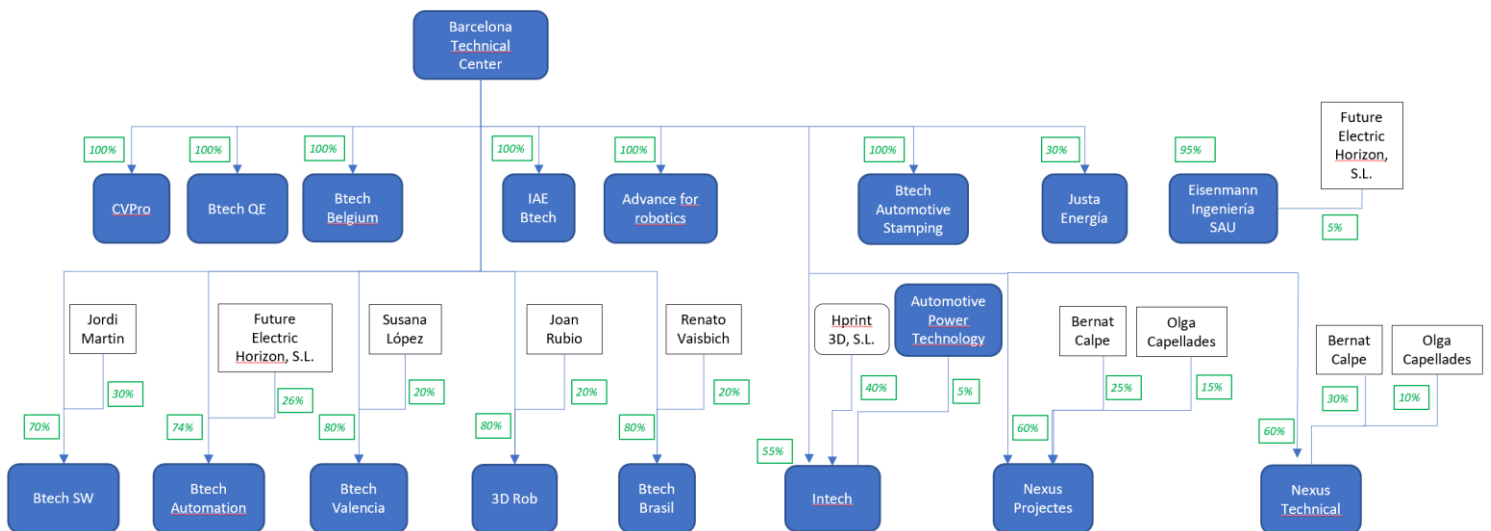 Barcelona
Technical
Center
100%
100%
100%
100%
100%
100%
30%
95%
Future
Electric
Horizon,
S.L.
CVPro
Btech QE
Btech
Belgium
IAE
Btech
Advance for
robotics
Btech
Automotive
Stamping
Justa
Energía
Eisenmann
Ingeniería
SAU
5%
Jordi
Martin
Future
Electric
Horizon, S.L.
Susana
López
Joan
Rubio
Renato
Vaisbich
Hprint
3D, S.L.
Automotive
Power
Technology
Bernat
Calpe
Olga
Capellades
Bernat
Calpe
Olga
Capellades
30%
26%
20%
20%
20%
40%
5%
25%
15%
30%
10%
70%
74%
80%
80%
80%
55%
60%
60%
Btech SW
Btech
Automation
Btech
Valencia
3D Rob
Btech
Brasil
Intech
Nexus
Projectes
Nexus
Technical